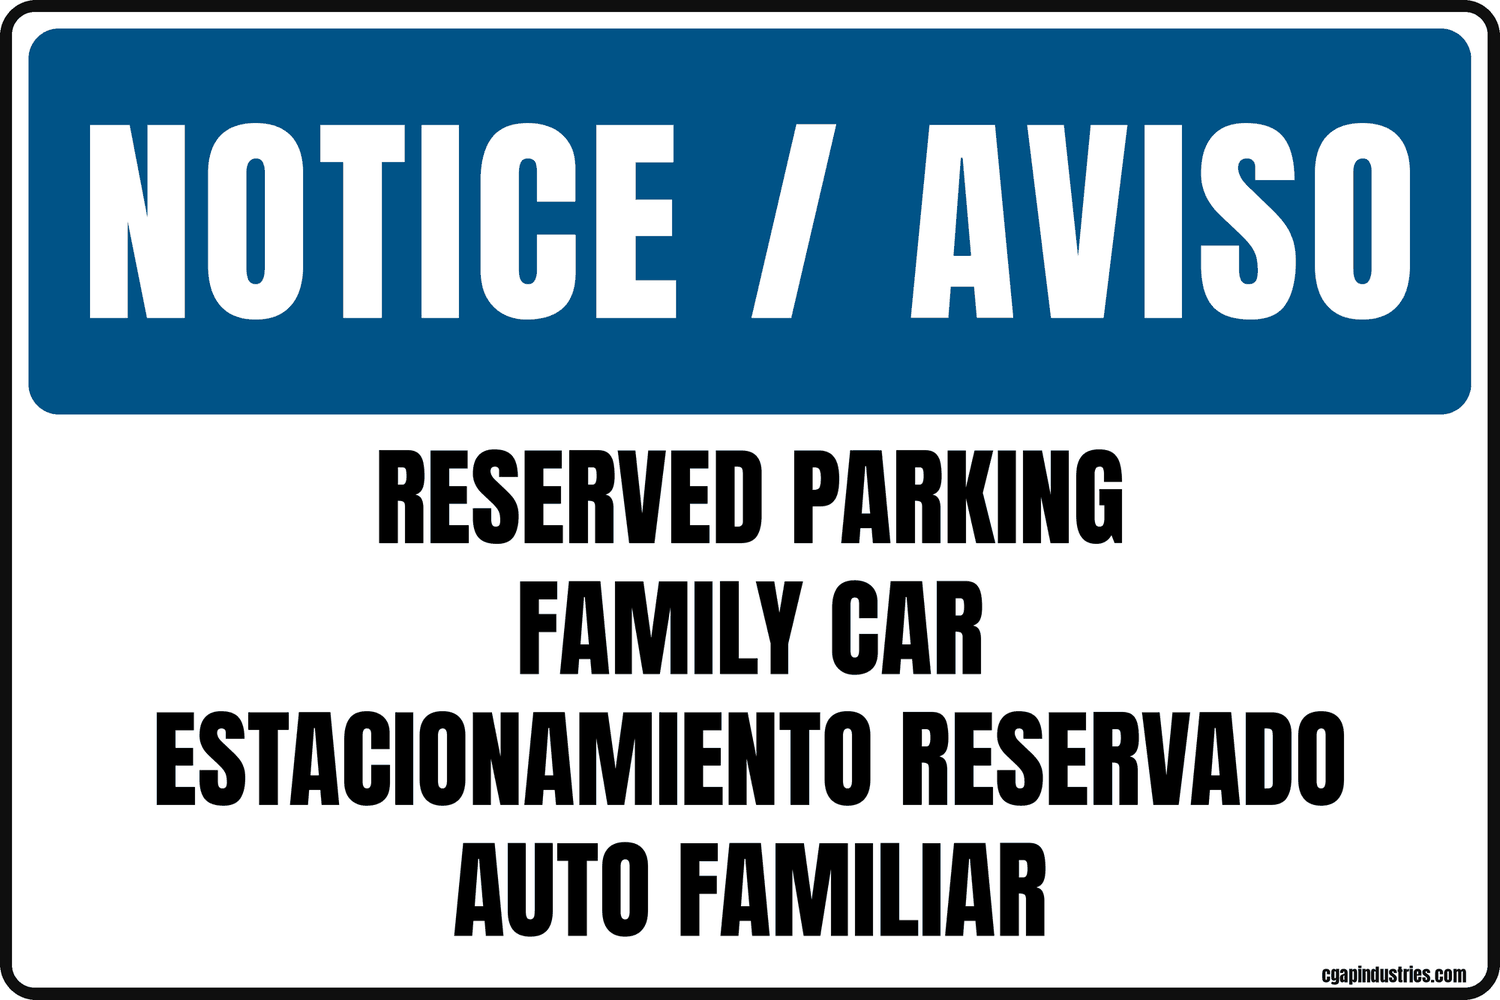 NOTICE / AVISO
RESERVED PARKING
FAMILY CAR
ESTACIONAMIENTO RESERVADO
AUTO FAMILIAR
cgapindustries.com